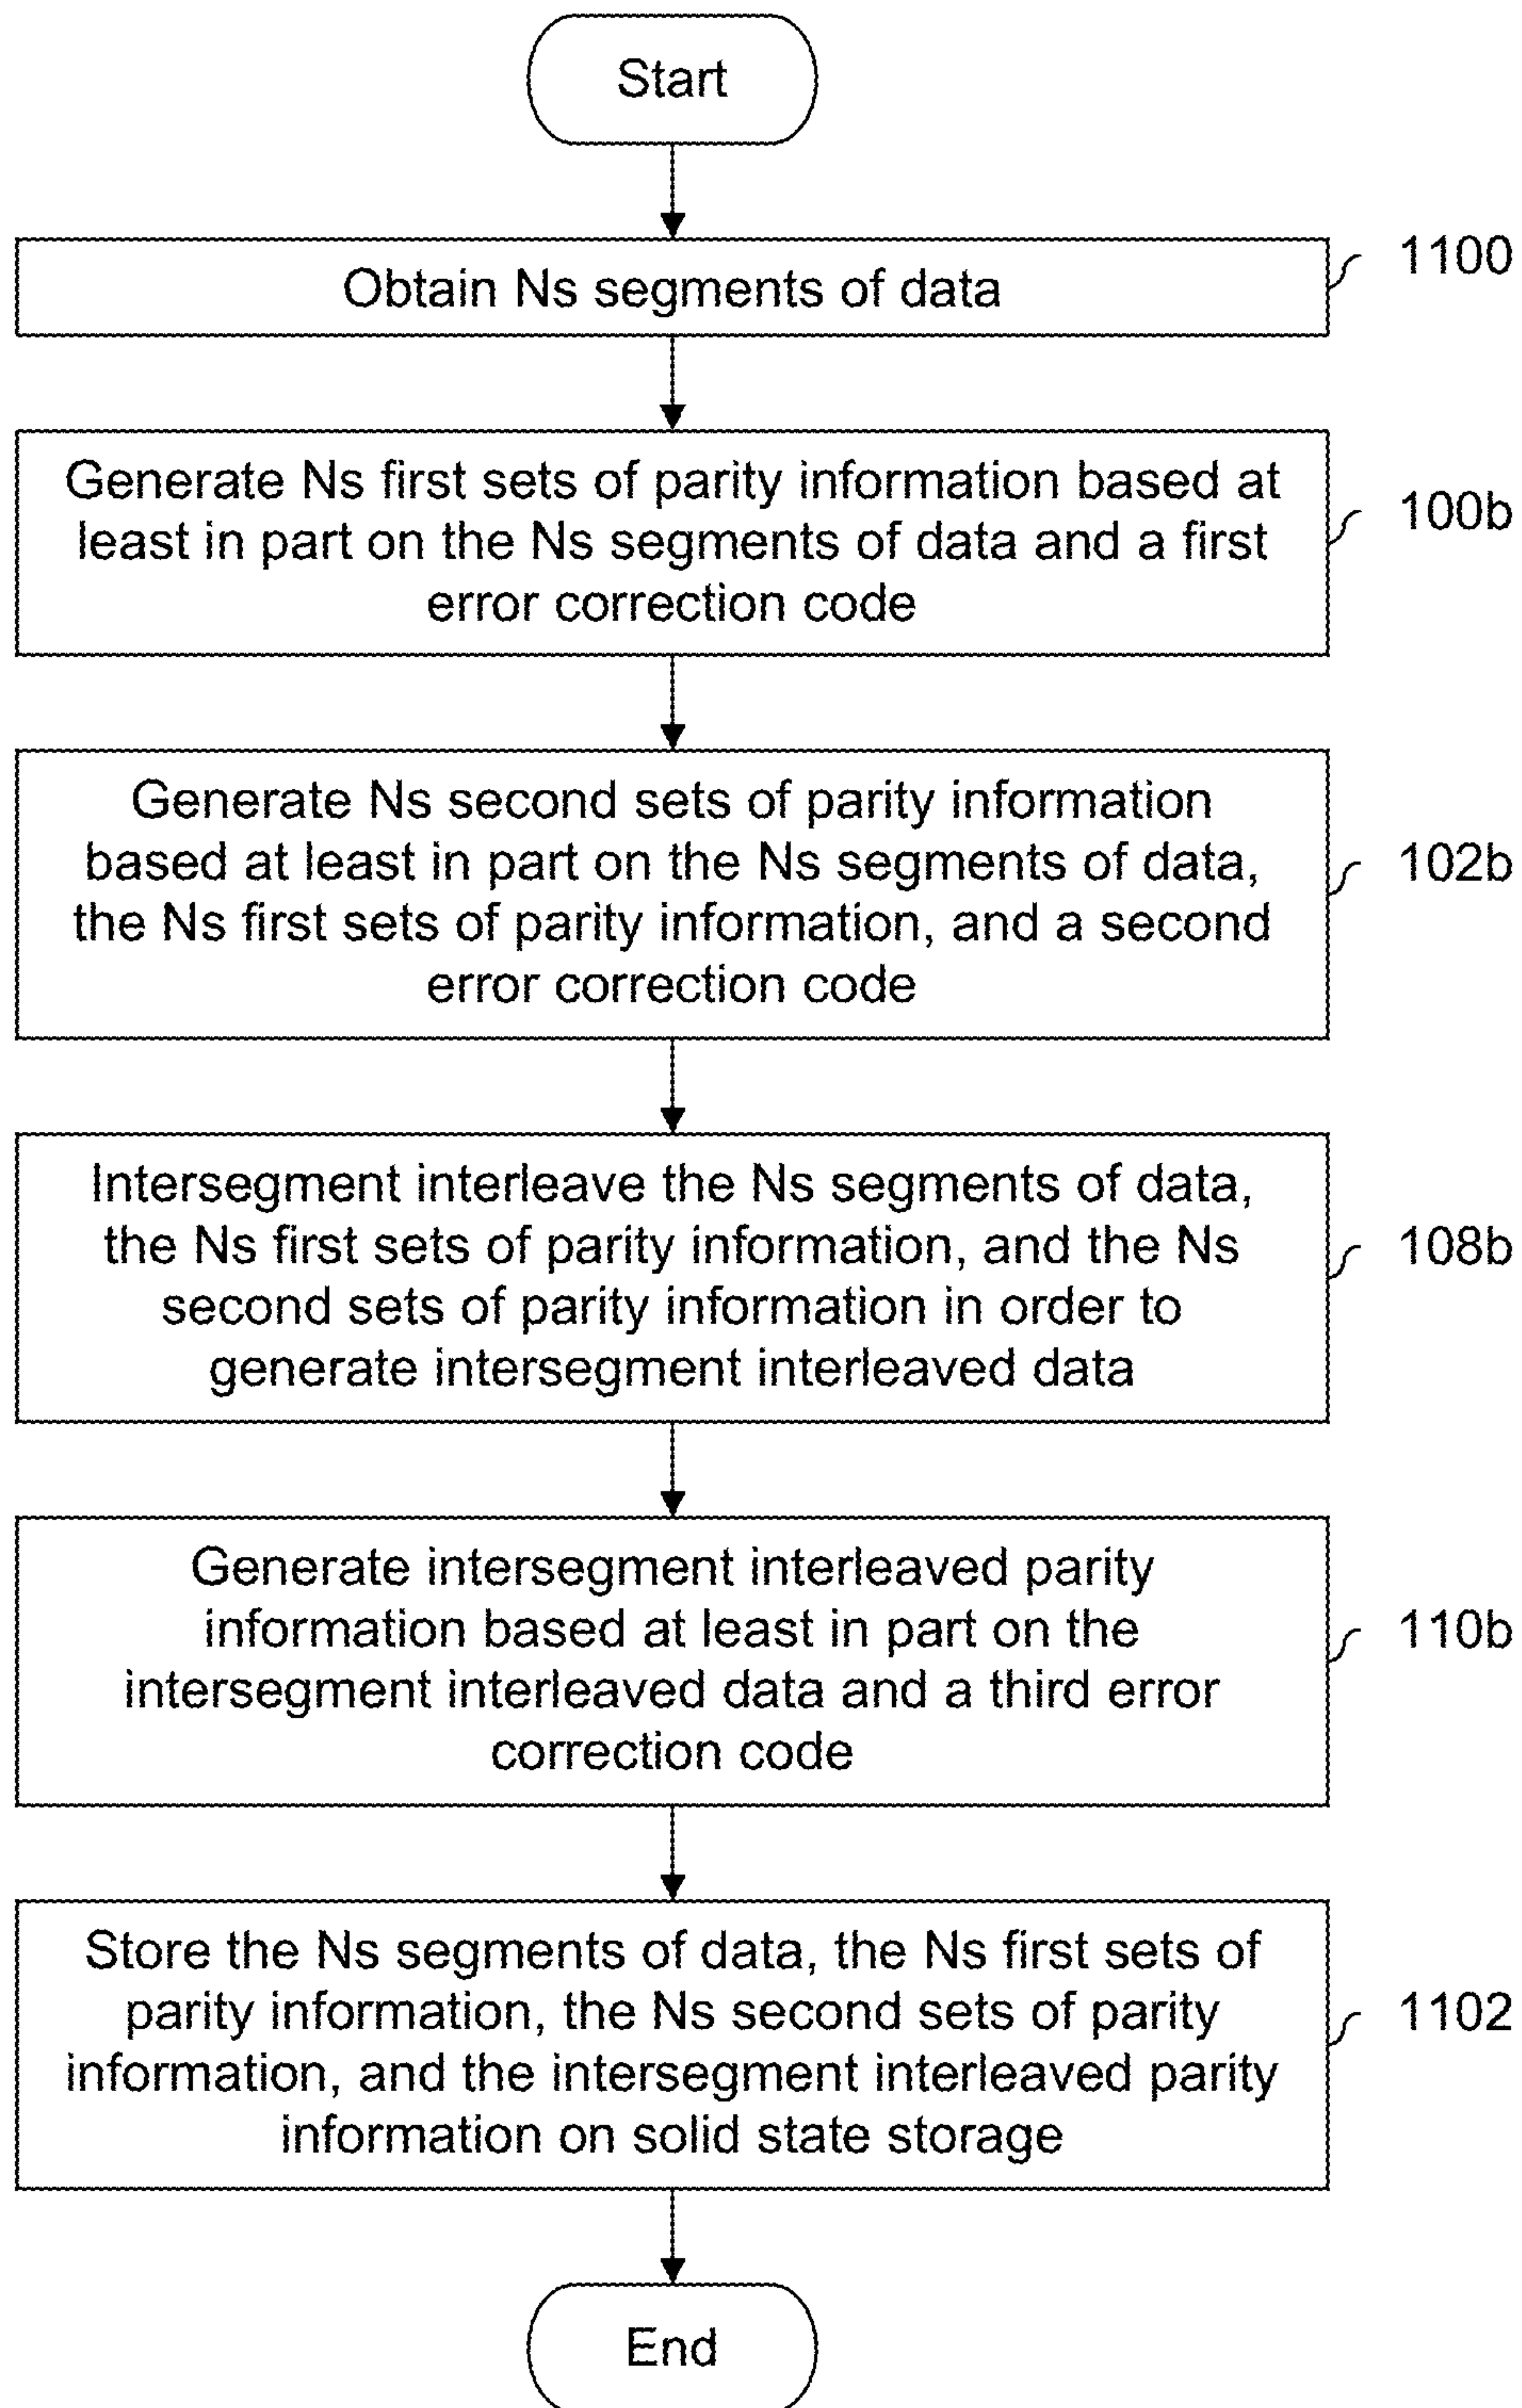 Start
Obtain Ns segments of data
1100
Generate Ns first sets of parity information based at
least in part on the Ns segments of data and a first
error correction code
100b
Generate Ns second sets of parity information
based at least in part on the Ns segments of data,
the Ns first sets of parity information, and a second
error correction code
102b
Intersegment interleave the Ns segments of data,
the Ns first sets of parity information, and the Ns
second sets of parity information in order to
generate intersegment interleaved data
108b
Generate intersegment interleaved parity
information based at least in part on the
intersegment interleaved data and a third error
correction code
110b
Store the Ns segments of data, the Ns first sets of
parity information, the Ns second sets of parity
information, and the intersegment interleaved parity
information on solid state storage
1102
End